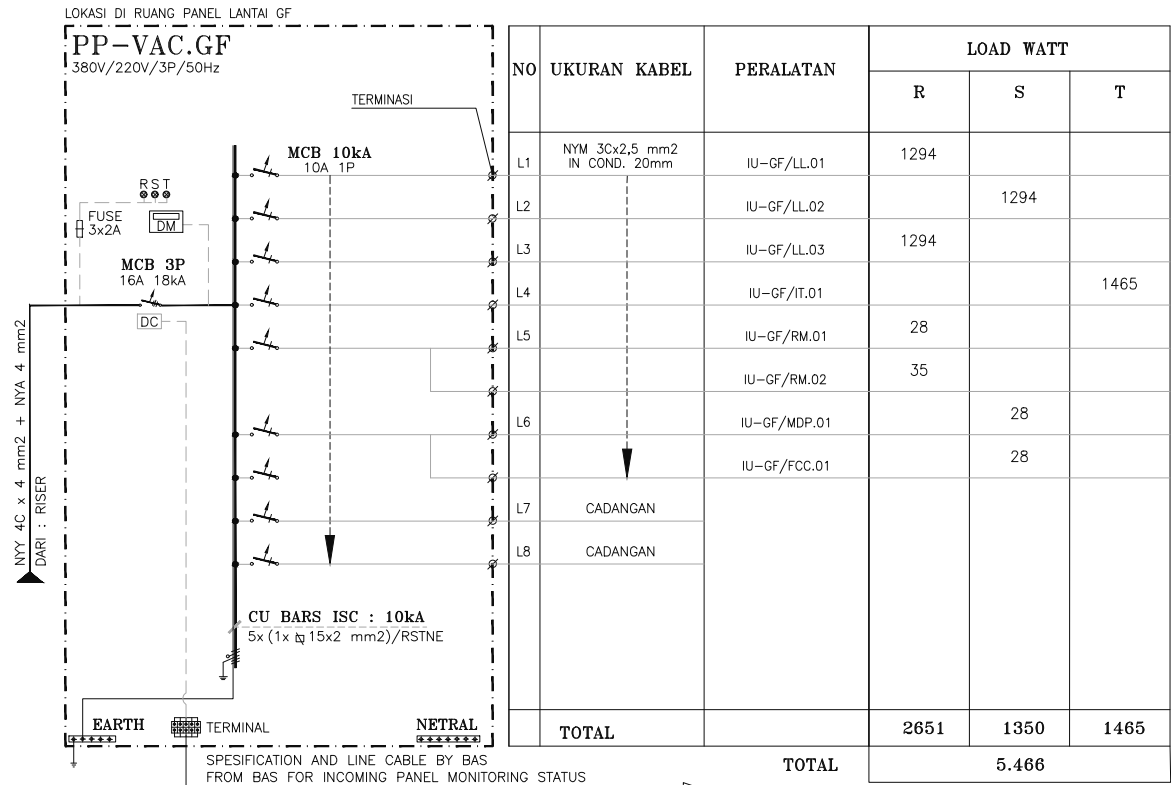 LOKASI DI RUANG PANEL LANTAI GF
PP-VAC.GF
380V/220V/3P/50Hz
TERMINASI
MCB 10kA
10A 1P
R S T
FUSE
3x2A
DM
MCB 3P
16A 18kA
DC
NYY 4C x 4 mm2 + NYA 4 mm2
DARI : RISER
CU BARS ISC : 10kA
5x (1x 15x2 mm2)/RSTNE
EARTH
TERMINAL
NETRAL
SPESIFICATION AND LINE CABLE BY BAS
FROM BAS FOR INCOMING PANEL MONITORING STATUS
NO UKURAN KABEL PERALATAN LOAD WATT
R S T
L1 NYM 3Cx2,5 mm2 IU-GF/LL.01 1294
IN COND. 20mm
L2 IU-GF/LL.02 1294
L3 IU-GF/LL.03 1294
L4 IU-GF/IT.01 1465
L5 IU-GF/RM.01 28
IU-GF/RM.02 35
L6 IU-GF/MDP.01 28
IU-GF/FCC.01 28
L7 CADANGAN
L8 CADANGAN
TOTAL 2651 1350 1465
TOTAL 5.466